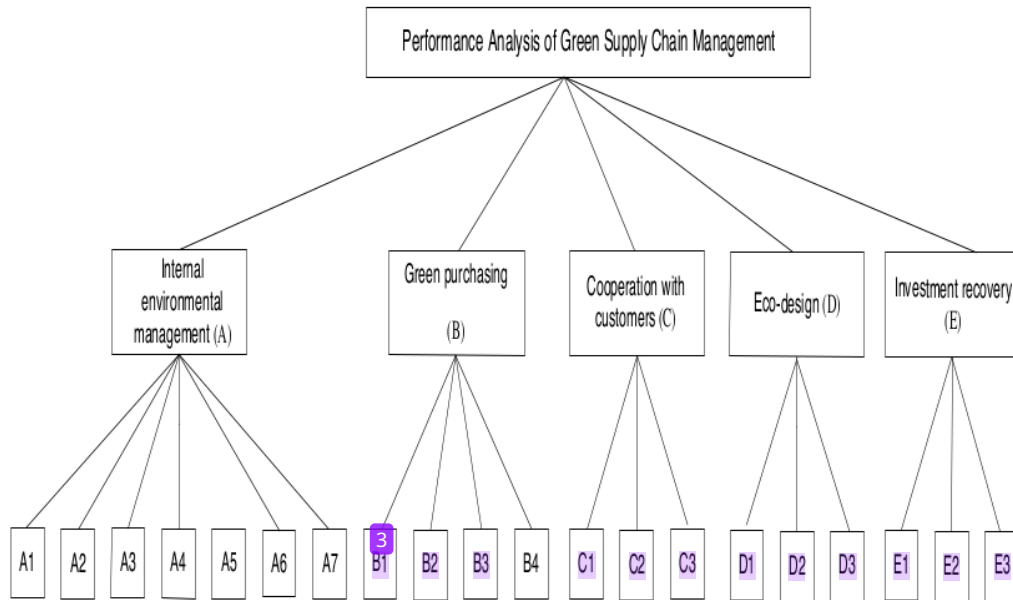 Performance Analysis of Green Supply Chain Management
Internal
environmental
management (A)
Green purchasing
(B)
Cooperation with
customers (C)
Eco-design (D)
Investment recovery
(E)
3
A1 A2 A3 A4 A5 A6 A7 B1 B2 B3 B4 C1 C2 C3 D1 D2 D3 E1 E2 E3